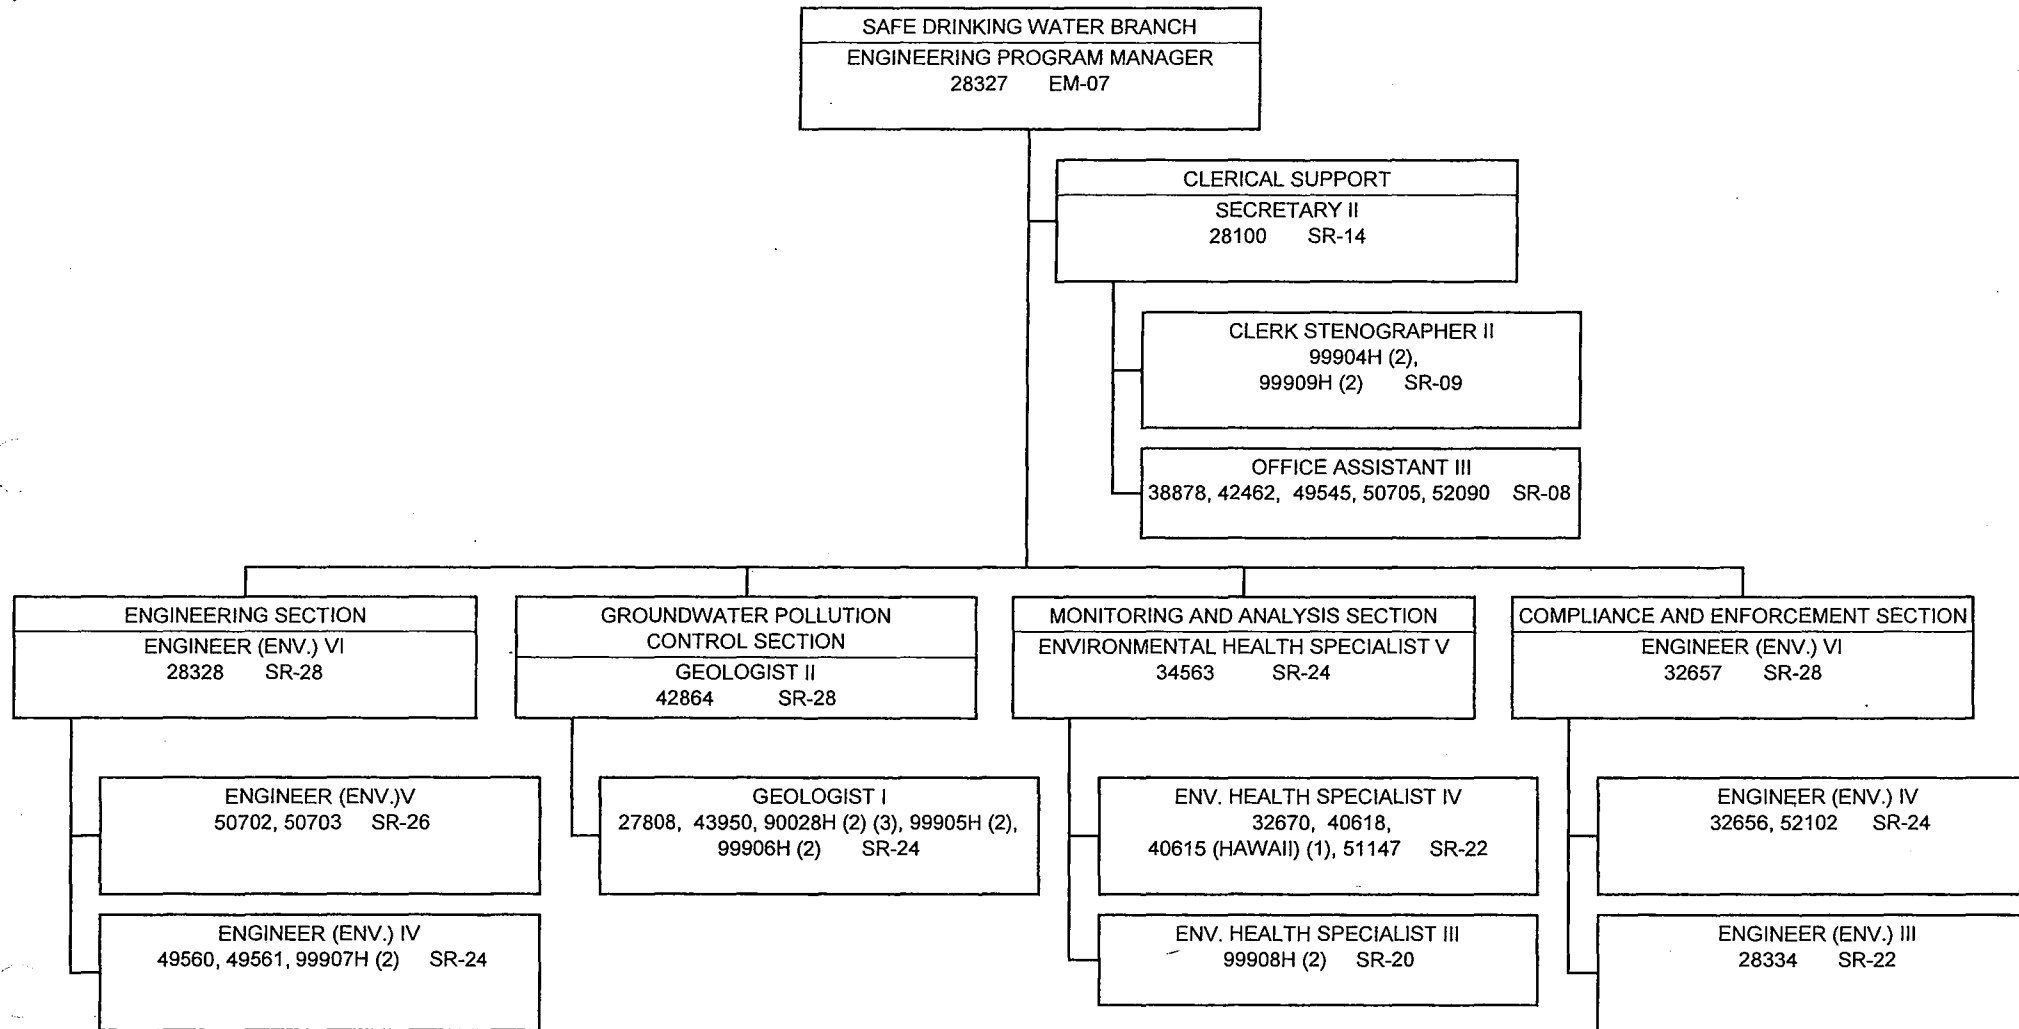 SAFE DRINKING WATER BRANCH
ENGINEERING PROGRAM MANAGER
28327 EM-07
CLERICAL SUPPORT
SECRETARY II
28100 SR-14
CLERK STENOGRAPHER II
99904H (2),
99909H (2) SR-09
OFFICE ASSISTANT III
38878, 42462, 49545, 50705, 52090 SR-08
ENGINEERING SECTION
ENGINEER (ENV.) VI
28328 SR-28
ENGINEER (ENV.)V
50702, 50703 SR-26
ENGINEER (ENV.) IV
49560, 49561, 99907H (2) SR-24
GROUNDWATER POLLUTION
CONTROL SECTION
GEOLOGIST II
42864 SR-28
GEOLOGIST I
27808, 43950, 90028H (2) (3), 99905H (2),
99906H (2) SR-24
MONITORING AND ANALYSIS SECTION
ENVIRONMENTAL HEALTH SPECIALIST V
34563 SR-24
ENV. HEALTH SPECIALIST IV
32670, 40618,
40615 (HAWAII) (1), 51147 SR-22
ENV. HEALTH SPECIALIST III
99908H (2) SR-20
COMPLIANCE AND ENFORCEMENT SECTION
ENGINEER (ENV.) VI
32657 SR-28
ENGINEER (ENV.) IV
32656, 52102 SR-24
ENGINEER (ENV.) III
28334 SR-22